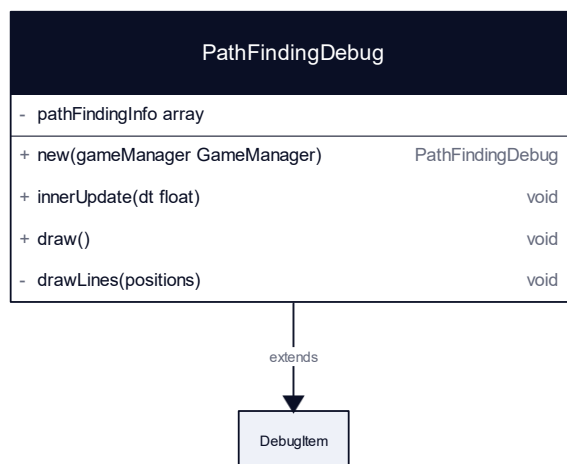 PathFindingDebug
- pathFindingInfo array
+ new(gameManager GameManager) PathFindingDebug
+ innerUpdate(dt float) void
+ draw() void
- drawLines(positions) void
extends
DebugItem